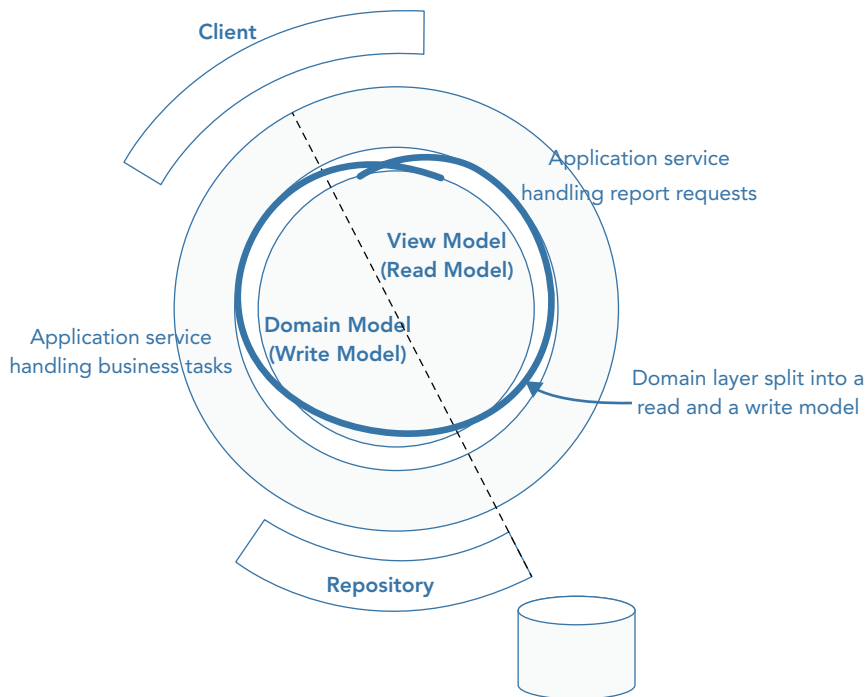 Client
Application service
handling report requests
View Model
(Read Model)
Domain Model
(Write Model)
Application service
handling business tasks
Domain layer split into a
read and a write model
Repository